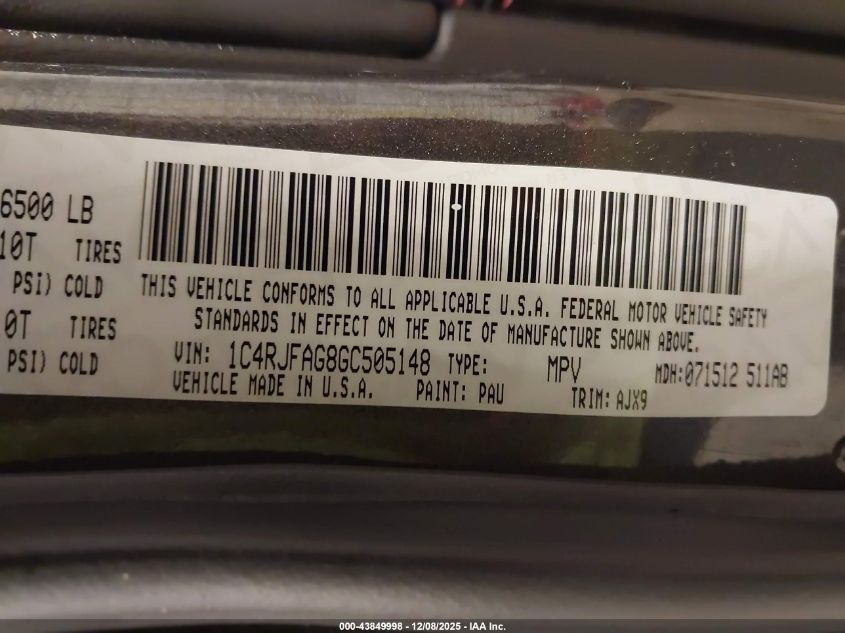 6500 LB
10T TIRES
PSI) COLD
0T TIRES
PSI) COLD
THIS VEHICLE CONFORMS TO ALL APPLICABLE U.S.A. FEDERAL MOTOR VEHICLE SAFETY
STANDARDS IN EFFECT ON THE DATE OF MANUFACTURE SHOWN ABOVE.
VIN: 1C4RJFAG8GC505148 TYPE: MPV MDH:071512 511AB
VEHICLE MADE IN U.S.A. PAINT: PAU TRIM: AJX9
000-43849998 - 12/08/2025 - IAA Inc.